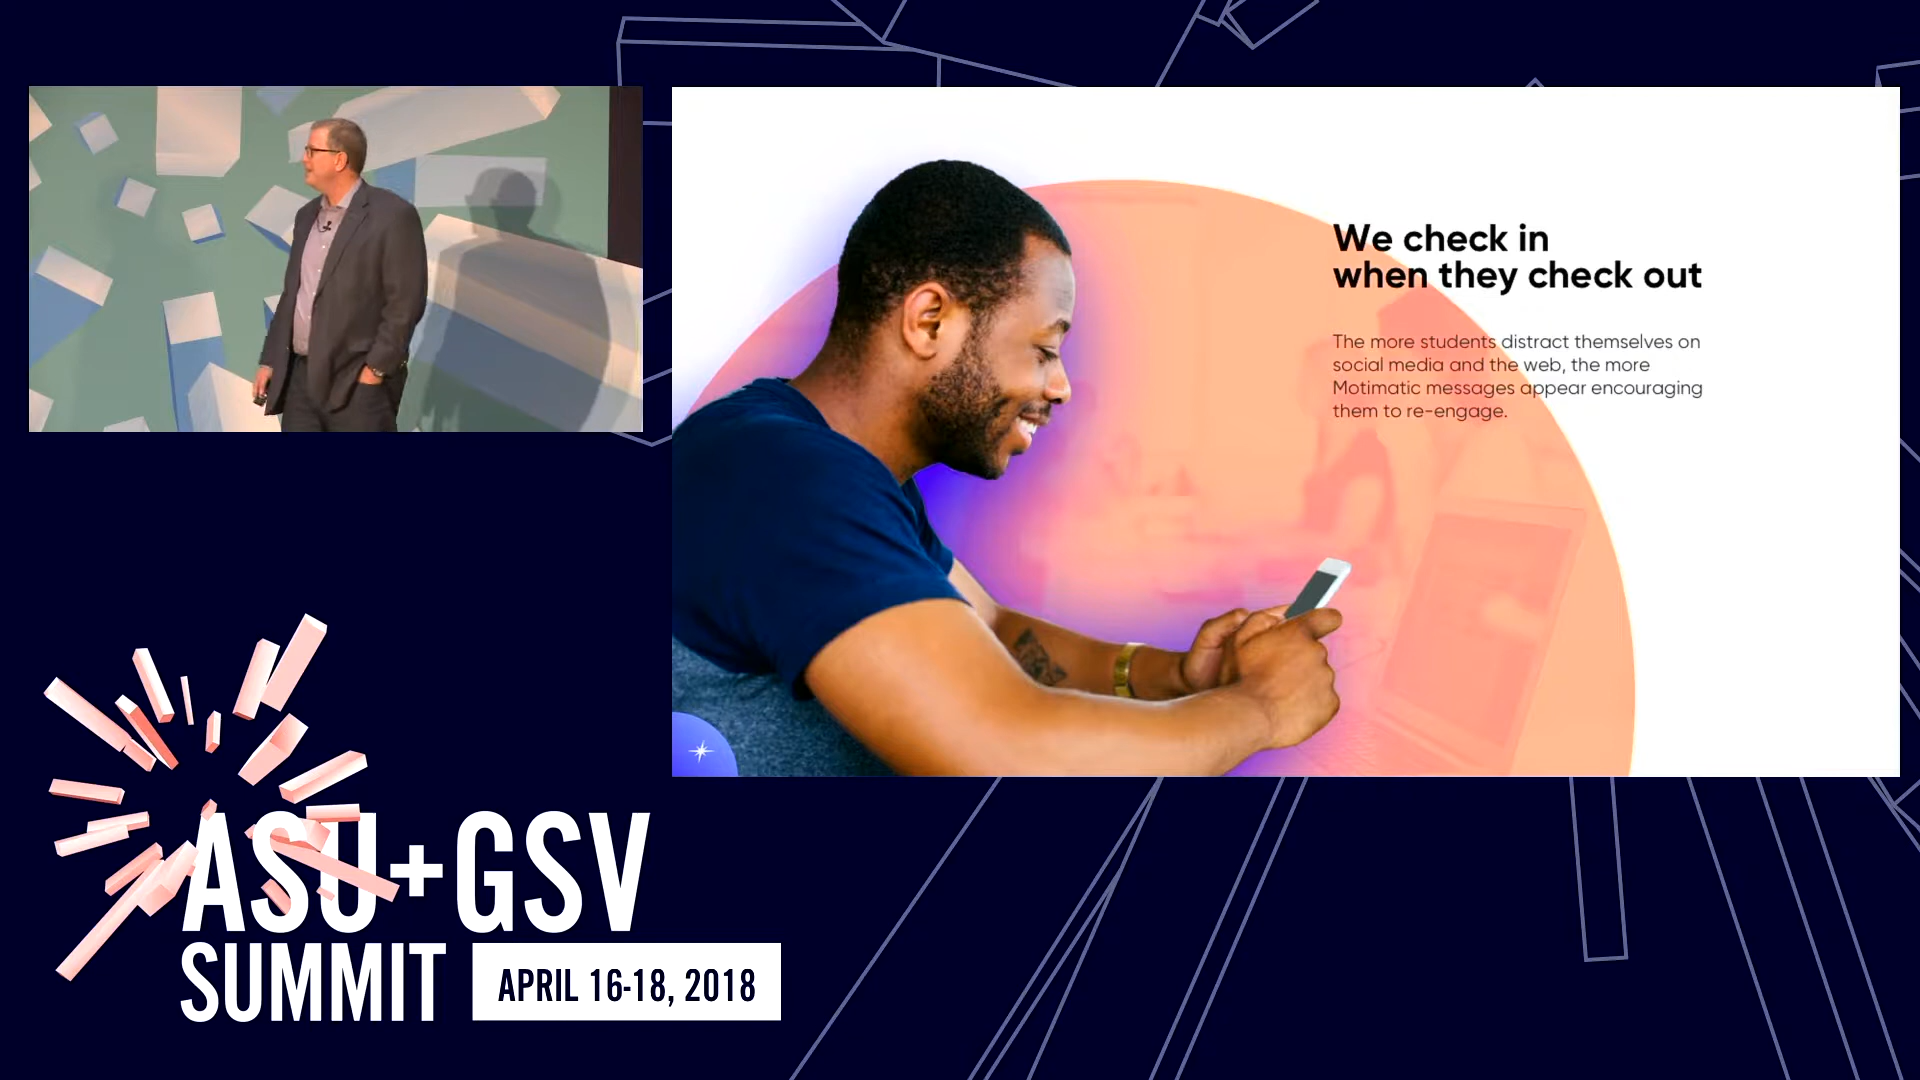 We check in
when they check out
The more students distract themselves on
social media and the web, the more
Motimatic messages appear encouraging
them to re-engage.
ASU+GSV
SUMMIT
APRIL 16-18, 2018